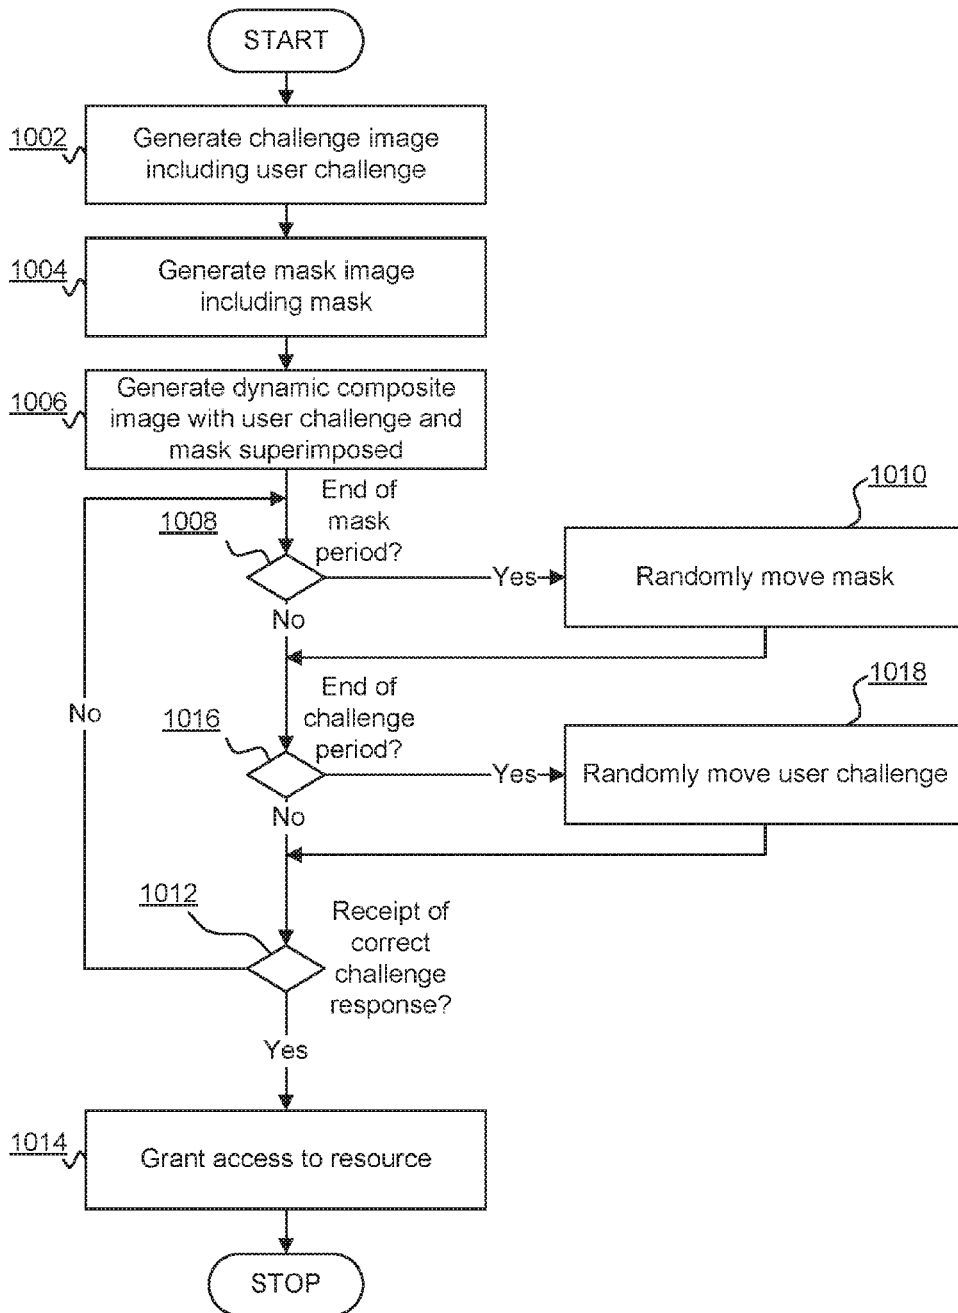 START
1002
Generate challenge image
including user challenge
1004
Generate mask image
including mask
1006
Generate dynamic composite
image with user challenge and
mask superimposed
End of
mask
period?
1008
1010
Yes
Randomly move mask
No
End of
challenge
period?
1016
1018
No
Yes
Randomly move user challenge
No
1012
Receipt of
correct
challenge
response?
Yes
1014
Grant access to resource
STOP